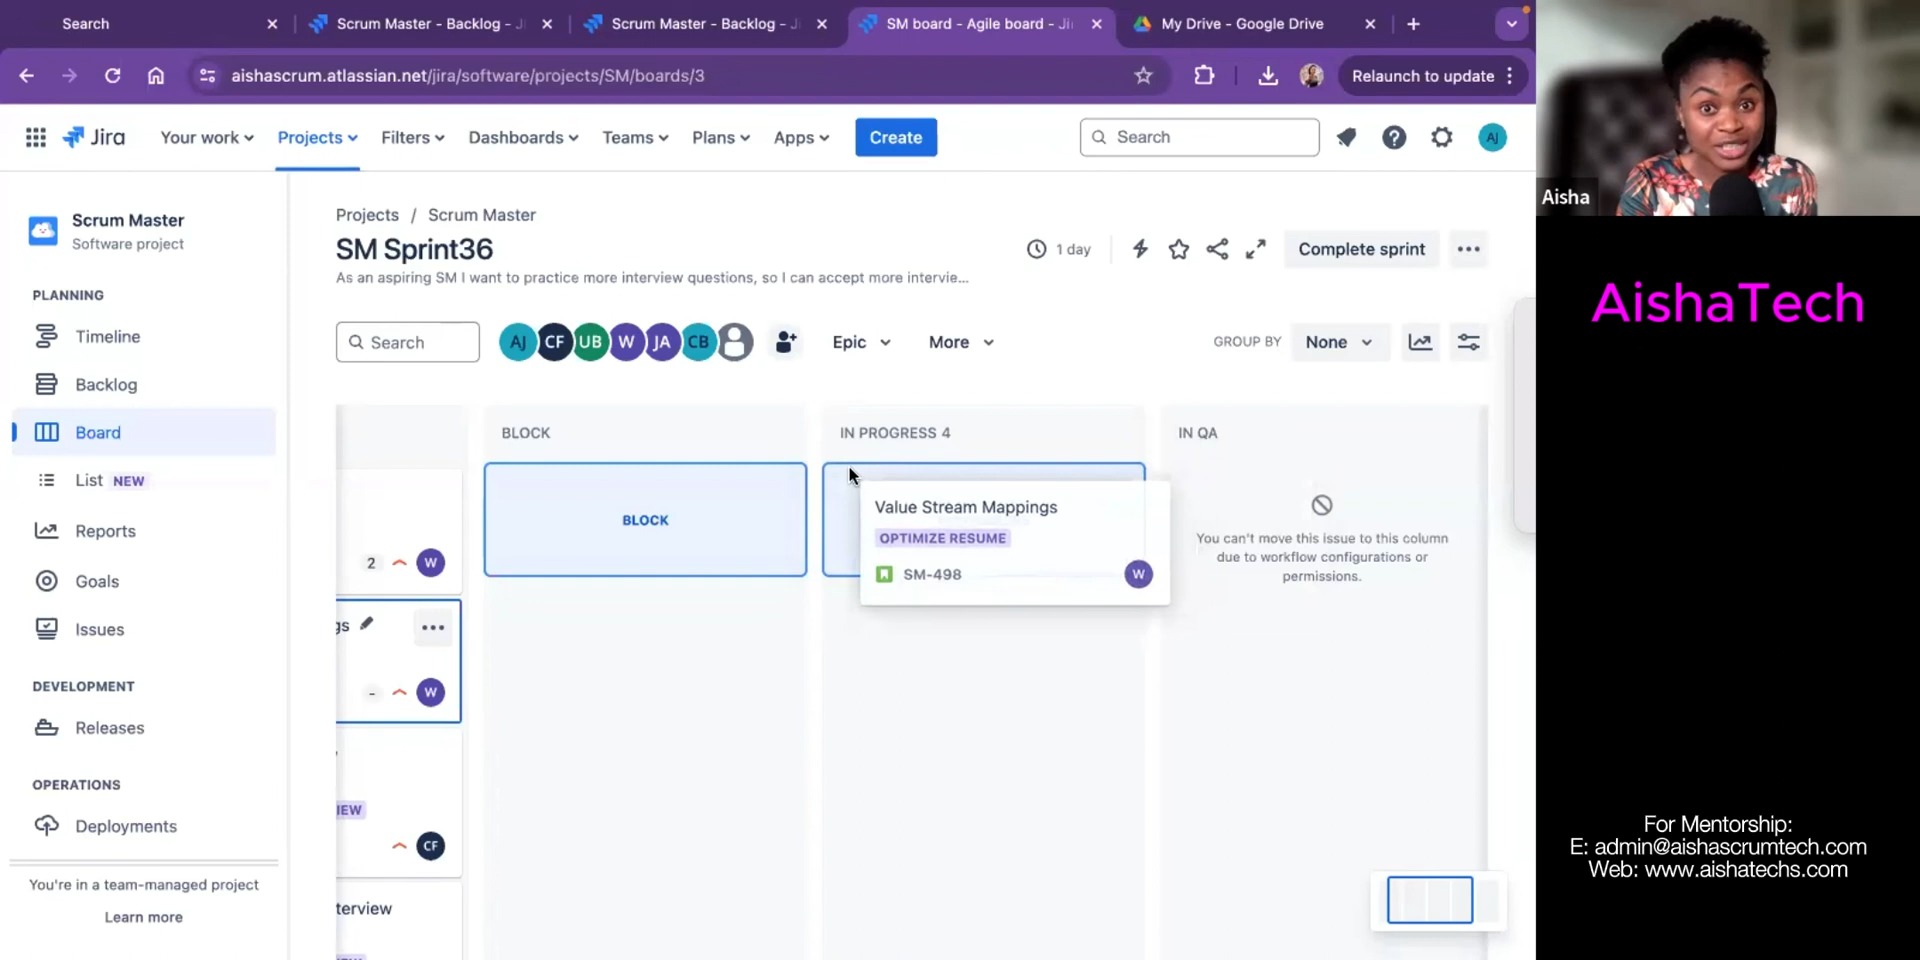 Search
Scrum Master - Backlog - Ji
Scrum Master - Backlog - Ji
SM board - Agile board - Jir
My Drive - Google Drive
aishascrum.atlassian.net/jira/software/projects/SM/boards/3
Relaunch to update
Jira
Your work
Projects
Filters
Dashboards
Teams
Plans
Apps
Create
Search
AJ
Aisha
Scrum Master
Software project
PLANNING
Timeline
Backlog
Board
List NEW
Reports
Goals
Issues
DEVELOPMENT
Releases
OPERATIONS
Deployments
You're in a team-managed project
Learn more
Projects / Scrum Master
SM Sprint36
As an aspiring SM I want to practice more interview questions, so I can accept more intervie...
1 day
Complete sprint
Search
AJ CF UB W JA CB
Epic
More
GROUP BY
None
BLOCK
IN PROGRESS 4
IN QA
BLOCK
Value Stream Mappings
OPTIMIZE RESUME
SM-498
W
You can't move this issue to this column
due to workflow configurations or
permissions.
2
W
gs
-
W
IEW
CF
terview
AishaTech
For Mentorship:
E: admin@aishascrumtech.com
Web: www.aishatechs.com